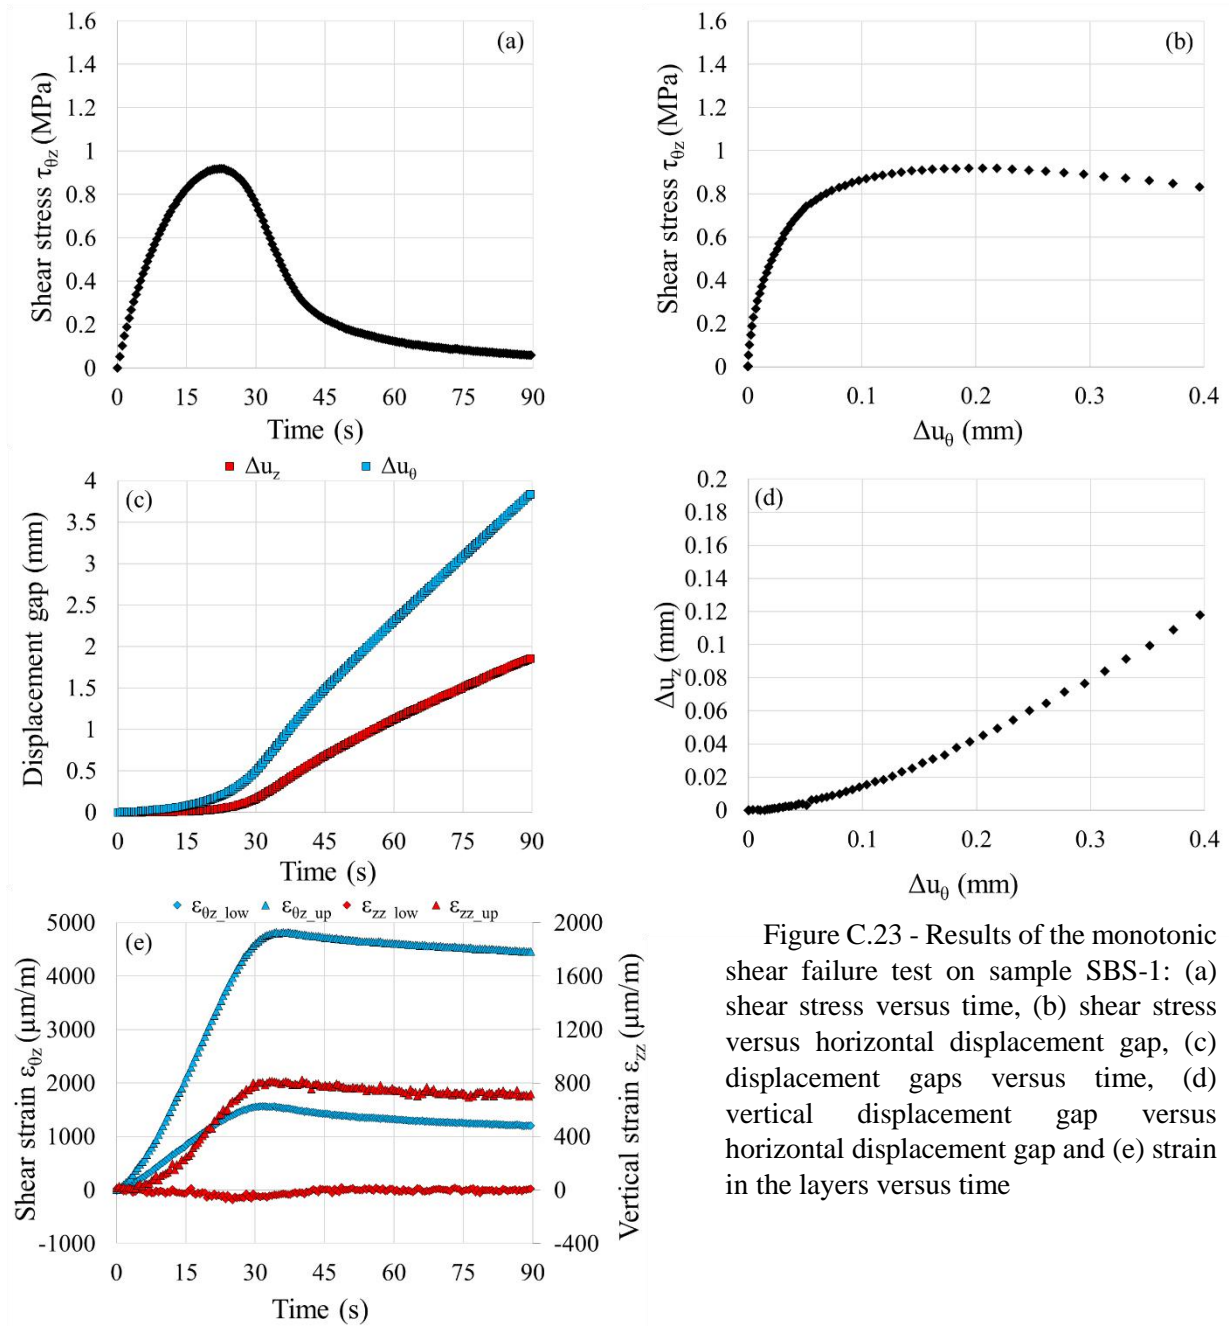 (a)
Shear stress τθz (MPa)
1.6
1.4
1.2
1
0.8
0.6
0.4
0.2
0
0 15 30 45 60 75 90
Time (s)
(b)
Shear stress τθz (MPa)
1.6
1.4
1.2
1
0.8
0.6
0.4
0.2
0
0 0.1 0.2 0.3 0.4
Δuθ (mm)
Δuz Δuθ
(c)
Displacement gap (mm)
4
3.5
3
2.5
2
1.5
1
0.5
0
0 15 30 45 60 75 90
Time (s)
(d)
Δuz (mm)
0.2
0.18
0.16
0.14
0.12
0.1
0.08
0.06
0.04
0.02
0
0 0.1 0.2 0.3 0.4
Δuθ (mm)
εθz_low εθz_up εzz_low εzz_up
(e)
Shear strain εθz (μm/m)
5000
4000
3000
2000
1000
0
-1000
2000
1600
1200
800
400
0
-400
Vertical strain εzz (μm/m)
0 15 30 45 60 75 90
Time (s)
Figure C.23 - Results of the monotonic
shear failure test on sample SBS-1: (a)
shear stress versus time, (b) shear stress
versus horizontal displacement gap, (c)
displacement gaps versus time, (d)
vertical displacement gap versus
horizontal displacement gap and (e) strain
in the layers versus time